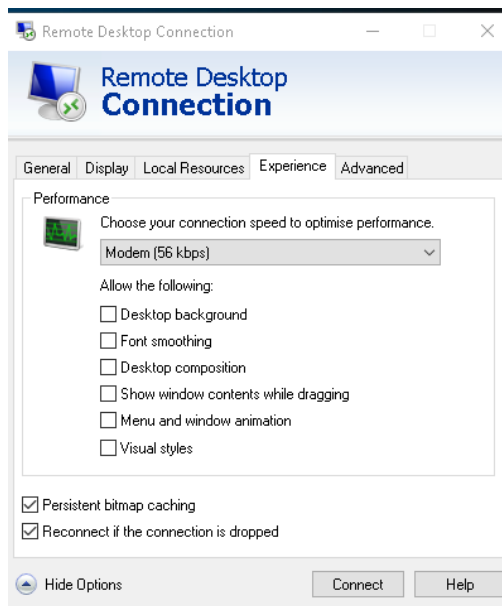 Remote Desktop Connection
Remote Desktop
Connection
General Display Local Resources Experience Advanced
Performance
Choose your connection speed to optimise performance.
Modem (56 kbps)
Allow the following:
Desktop background
Font smoothing
Desktop composition
Show window contents while dragging
Menu and window animation
Visual styles
Persistent bitmap caching
Reconnect if the connection is dropped
Hide Options Connect Help